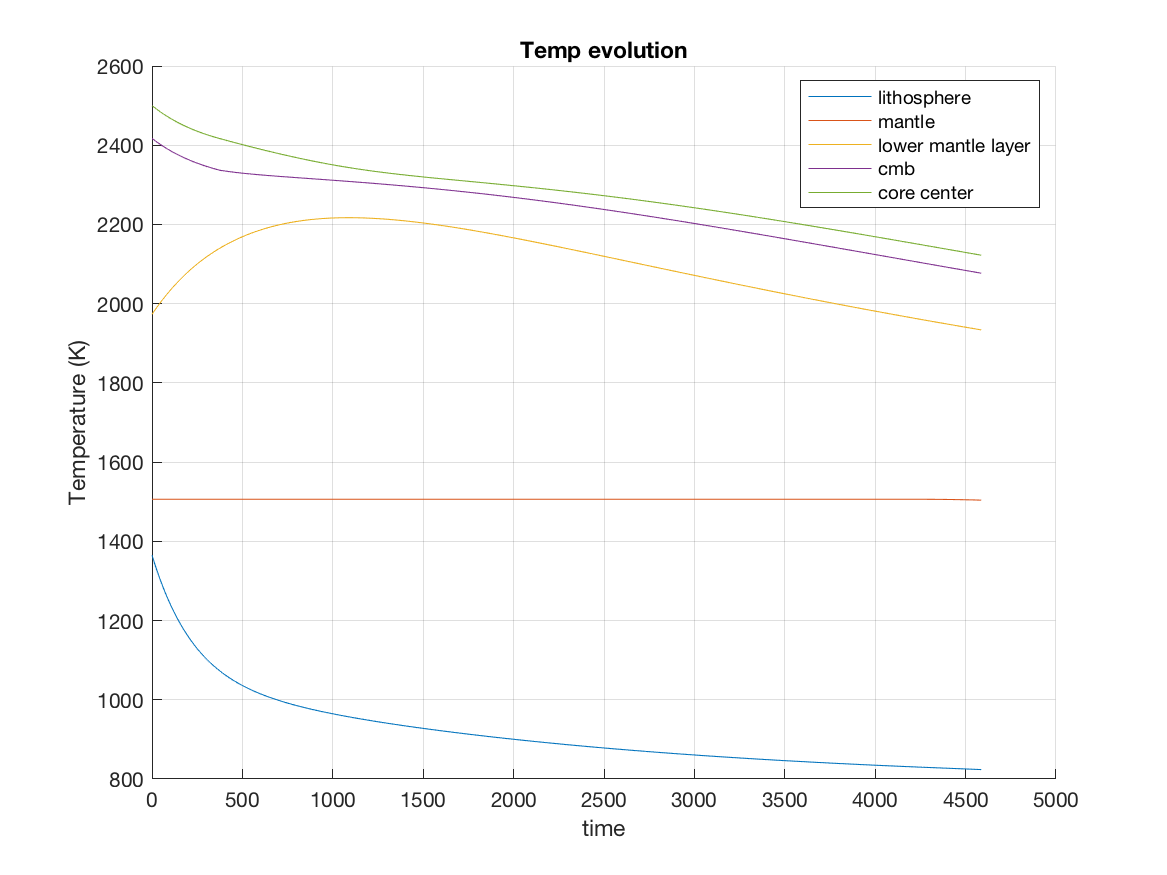 Temp evolution
2600
2400
2200
2000
1800
1600
1400
1200
1000
800
Temperature (K)
lithosphere
mantle
lower mantle layer
cmb
core center
0 500 1000 1500 2000 2500 3000 3500 4000 4500 5000
time